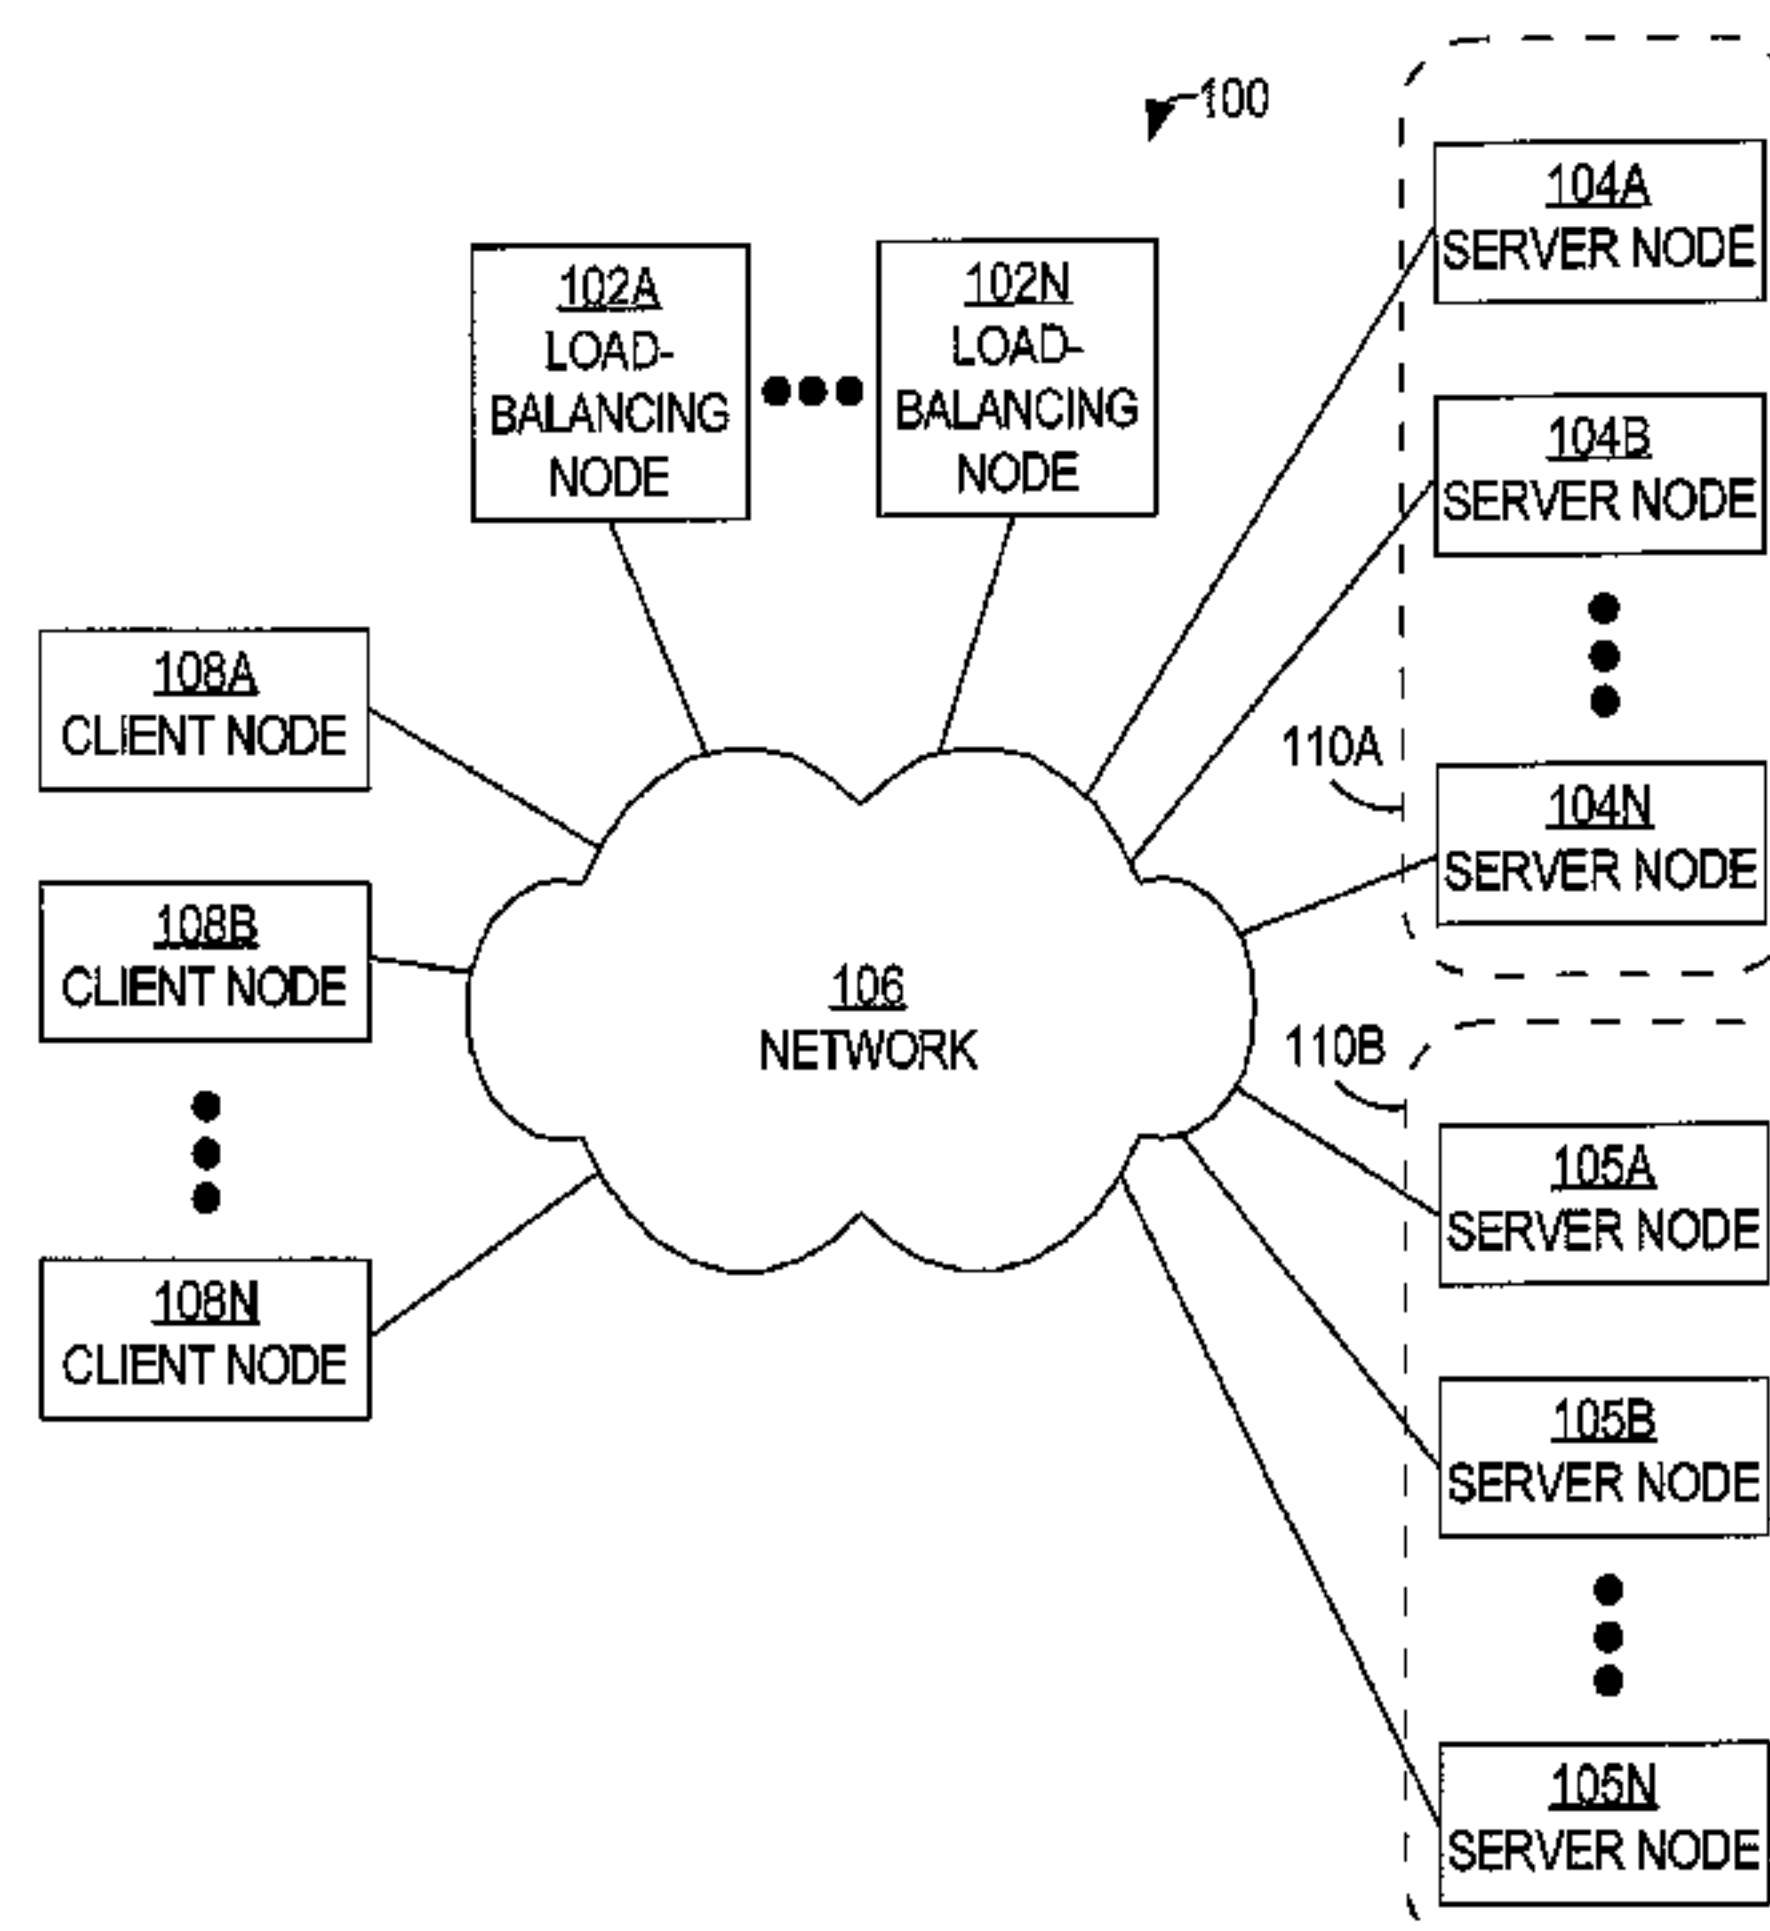 100
104A
SERVER NODE
102A
LOAD-
BALANCING
NODE
102N
LOAD-
BALANCING
NODE
104B
SERVER NODE
108A
CLIENT NODE
110A
104N
SERVER NODE
108B
CLIENT NODE
106
NETWORK
110B
105A
SERVER NODE
108N
CLIENT NODE
105B
SERVER NODE
105N
SERVER NODE